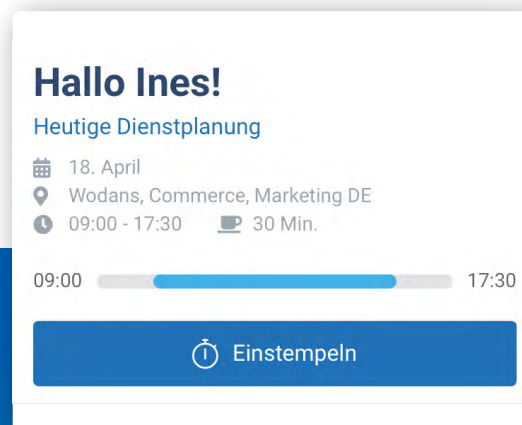 Hallo Ines!
Heutige Dienstplanung
18. April
Wodans, Commerce, Marketing DE
09:00 - 17:30 30 Min.
09:00 17:30
Einstempeln